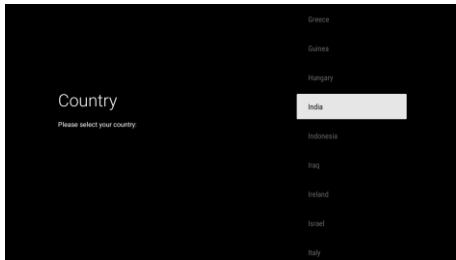 Greece
Guinea
Hungary
Country
India
Please select your country:
Indonesia
Iraq
Ireland
Israel
Italy